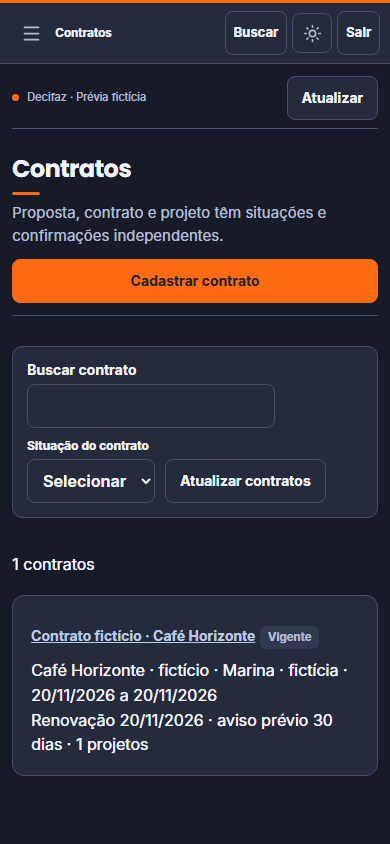 Contratos
Buscar
Sair
Decifaz · Prévia fictícia
Atualizar
Contratos
Proposta, contrato e projeto têm situações e
confirmações independentes.
Cadastrar contrato
Buscar contrato
Situação do contrato
Selecionar
Atualizar contratos
1 contratos
Contrato fictício · Café Horizonte
Vigente
Café Horizonte · fictício · Marina · fictícia ·
20/11/2026 a 20/11/2026
Renovação 20/11/2026 · aviso prévio 30
dias · 1 projetos